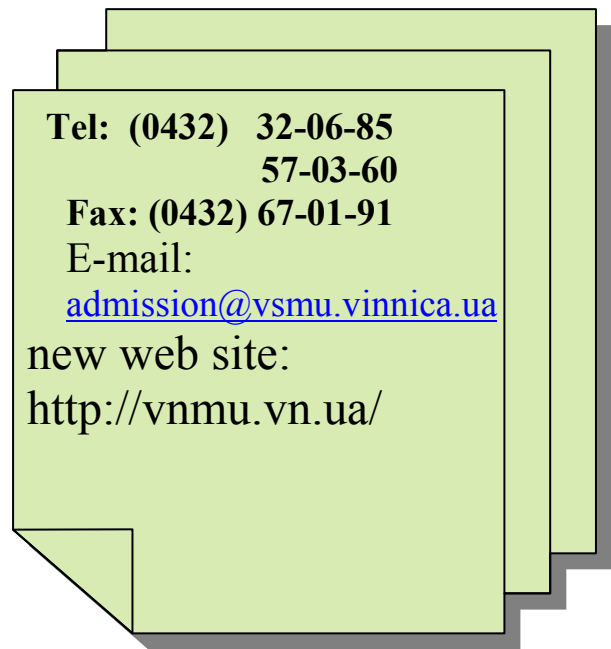 Tel: (0432) 32-06-85
57-03-60
Fax: (0432) 67-01-91
E-mail:
admission@vsmu.vinnica.ua
new web site:
http://vnmu.vn.ua/